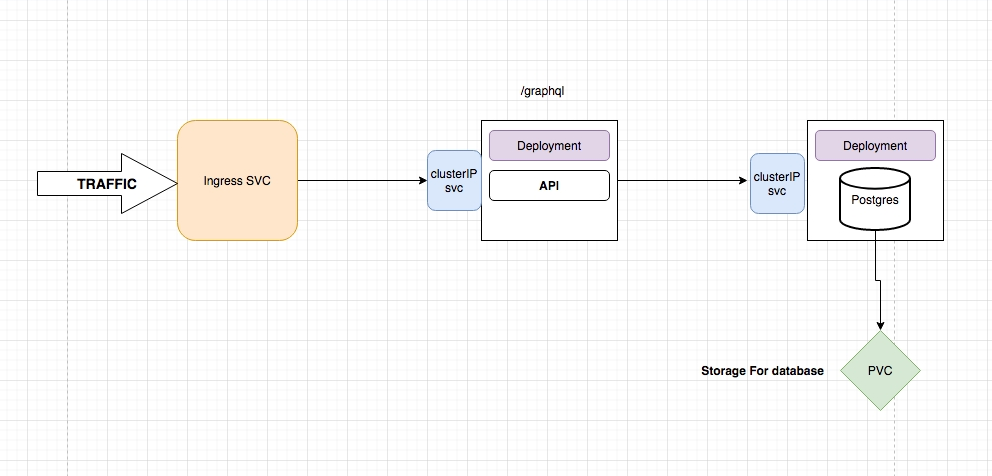 /graphql
TRAFFIC
Ingress SVC
clusterIP
svc
Deployment
API
clusterIP
svc
Deployment
Postgres
Storage For database
PVC